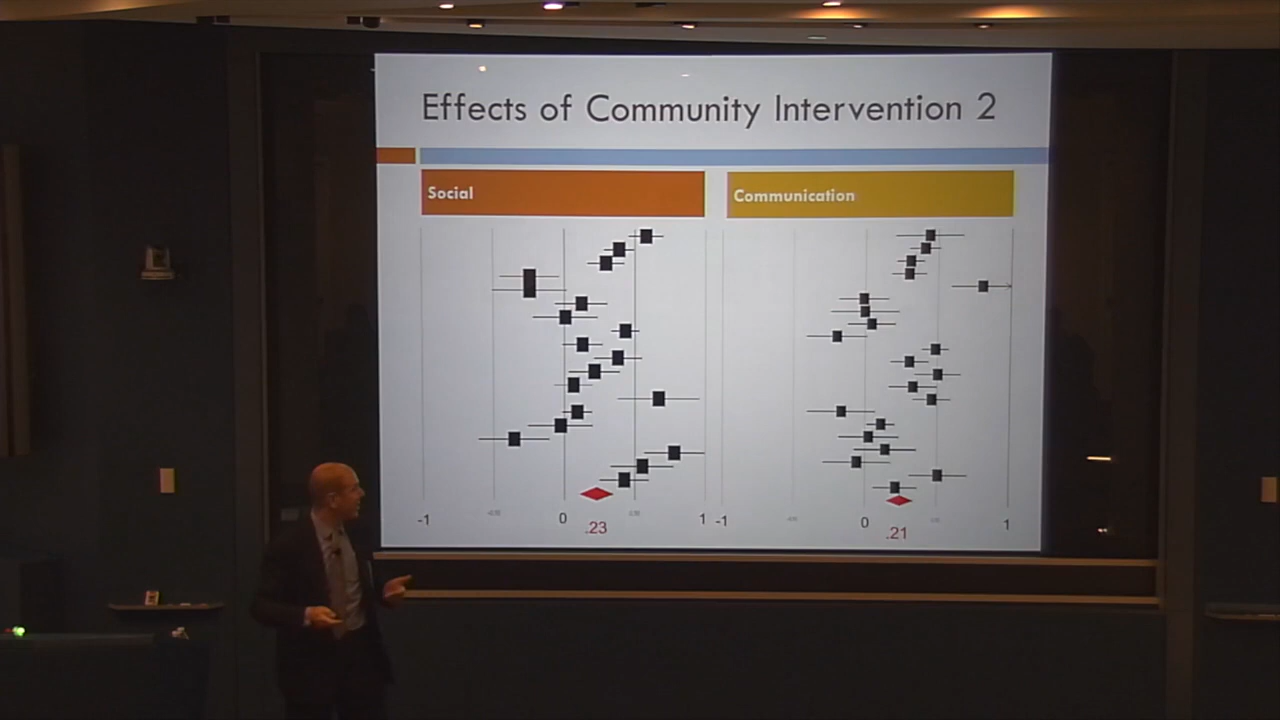 Effects of Community Intervention 2
Social
Communication
-1
0
1
-1
0
1
.23
.21